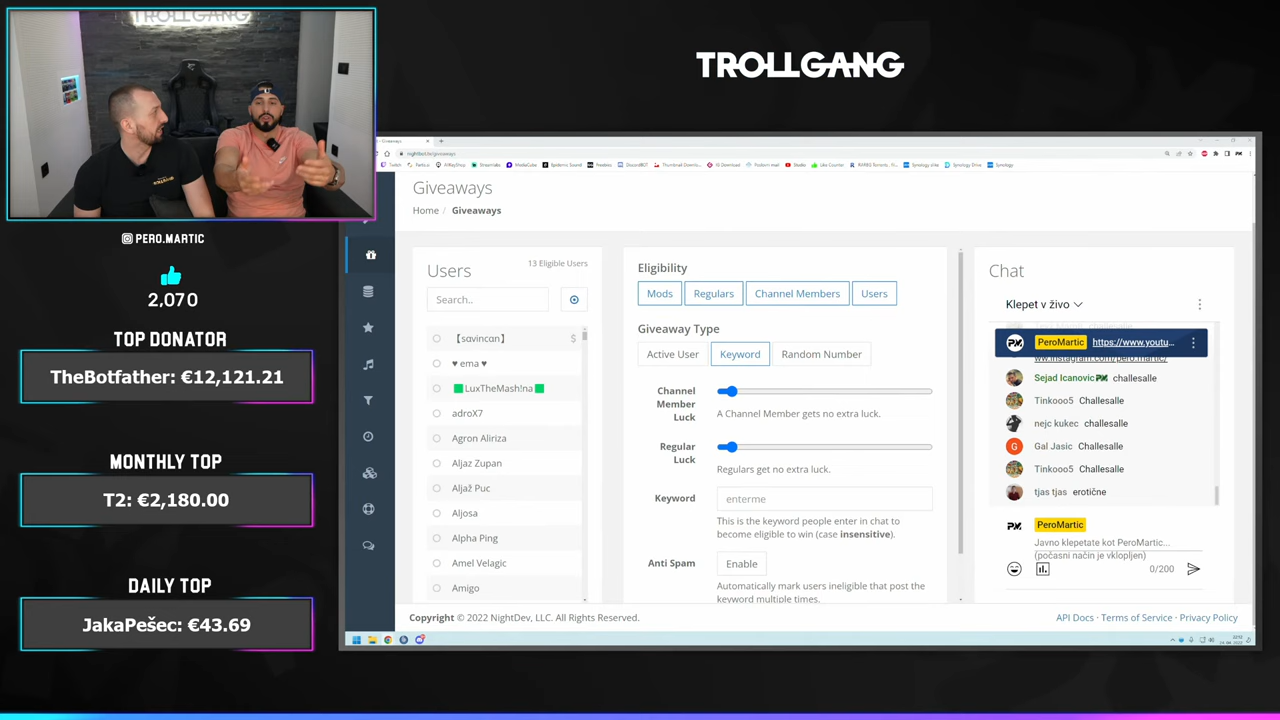 TROLLGANG
TROLLGANG
PERO.MARTIC
2,070
TOP DONATOR
TheBotfather: €12,121.21
MONTHLY TOP
T2: €2,180.00
DAILY TOP
JakaPešec: €43.69
Giveaways
Home / Giveaways
Users
13 Eligible Users
Search..
【sαvincαn】 $
♥ ema ♥
🟩LuxTheMash!na🟩
adroX7
Agron Aliriza
Aljaz Zupan
Aljaž Puc
Aljosa
Alpha Ping
Amel Velagic
Amigo
Eligibility
Mods
Regulars
Channel Members
Users
Giveaway Type
Active User
Keyword
Random Number
Channel Member Luck
A Channel Member gets no extra luck.
Regular Luck
Regulars get no extra luck.
Keyword
enterme
This is the keyword people enter in chat to
become eligible to win (case insensitive).
Anti Spam
Enable
Automatically mark users ineligible that post the
keyword multiple times.
Chat
Klepet v živo
PeroMartic https://www.youtu...
ww.instagram.com/pero.martic/
Sejad Icanovic challesalle
Tinkooo5 Challesalle
nejc kukec challesalle
G Gal Jasic Challesalle
Tinkooo5 Challesalle
tjas tjas erotične
PeroMartic
Javno klepetate kot PeroMartic...
(počasni način je vklopljen)
0/200
Copyright © 2022 NightDev, LLC. All Rights Reserved.
API Docs · Terms of Service · Privacy Policy